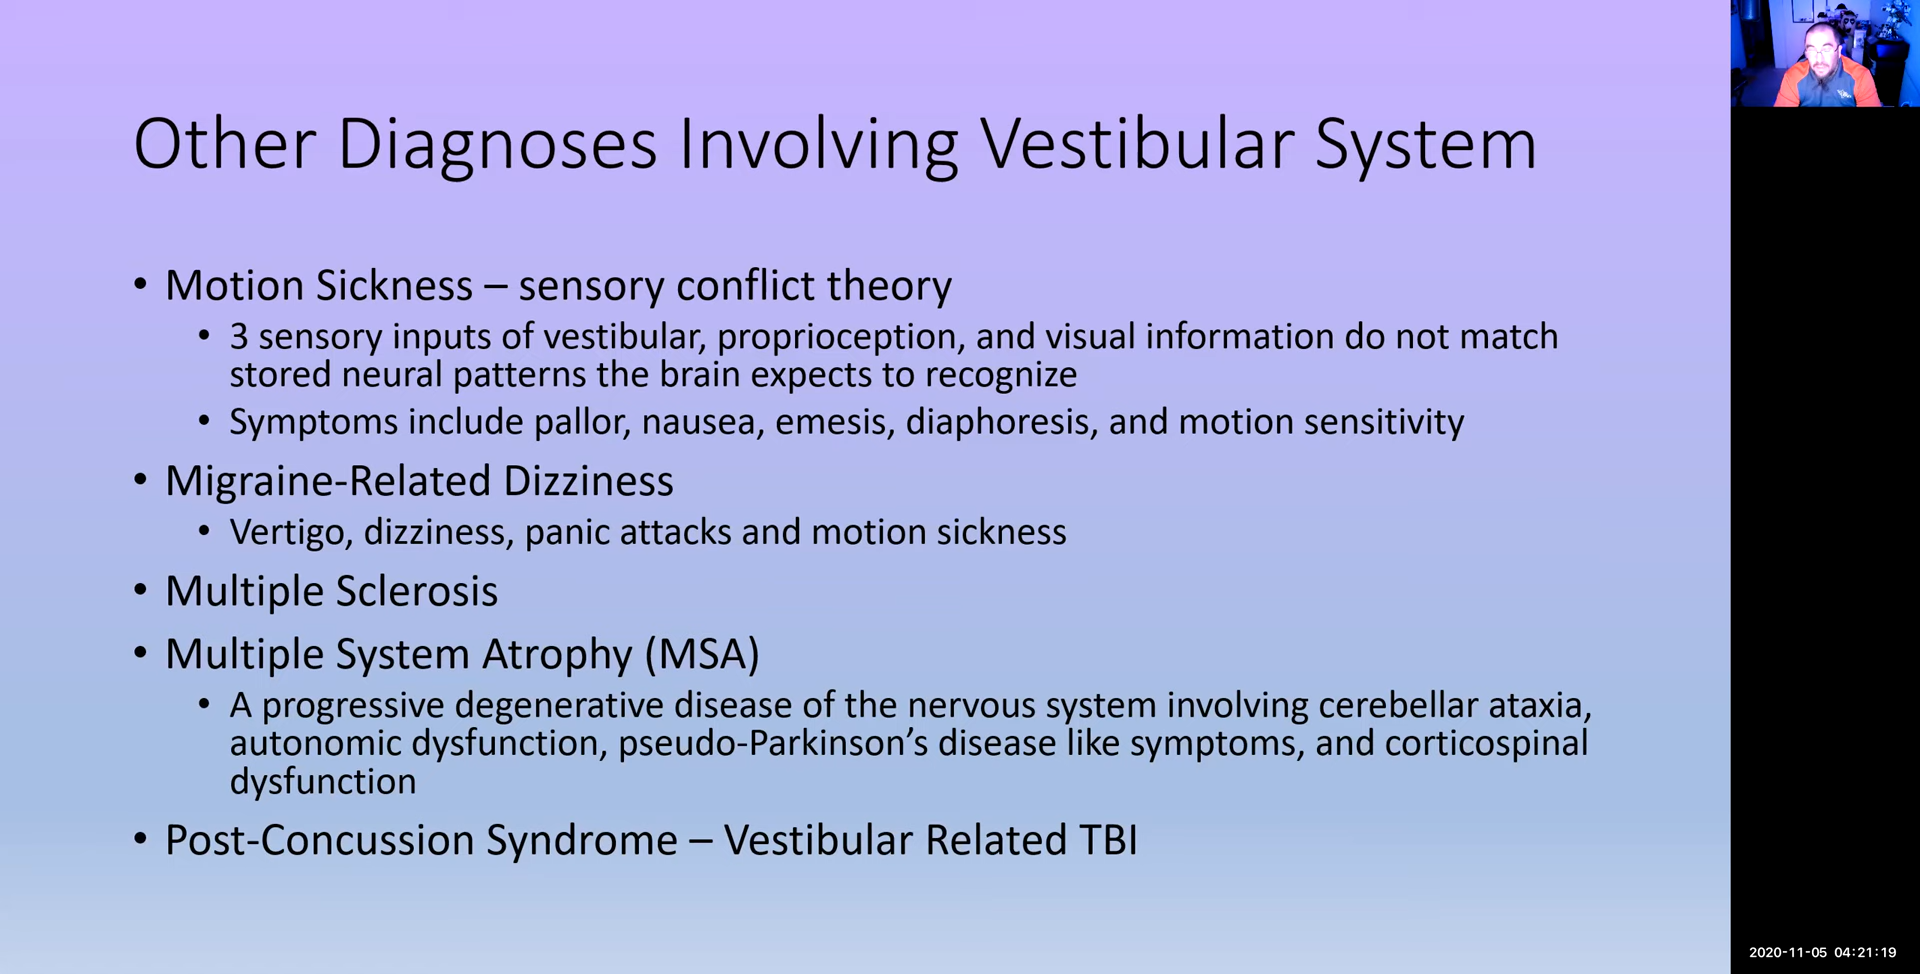 Other Diagnoses Involving Vestibular System
• Motion Sickness – sensory conflict theory
• 3 sensory inputs of vestibular, proprioception, and visual information do not match
stored neural patterns the brain expects to recognize
• Symptoms include pallor, nausea, emesis, diaphoresis, and motion sensitivity
• Migraine-Related Dizziness
• Vertigo, dizziness, panic attacks and motion sickness
• Multiple Sclerosis
• Multiple System Atrophy (MSA)
• A progressive degenerative disease of the nervous system involving cerebellar ataxia,
autonomic dysfunction, pseudo-Parkinson’s disease like symptoms, and corticospinal
dysfunction
• Post-Concussion Syndrome – Vestibular Related TBI
2020-11-05 04:21:19